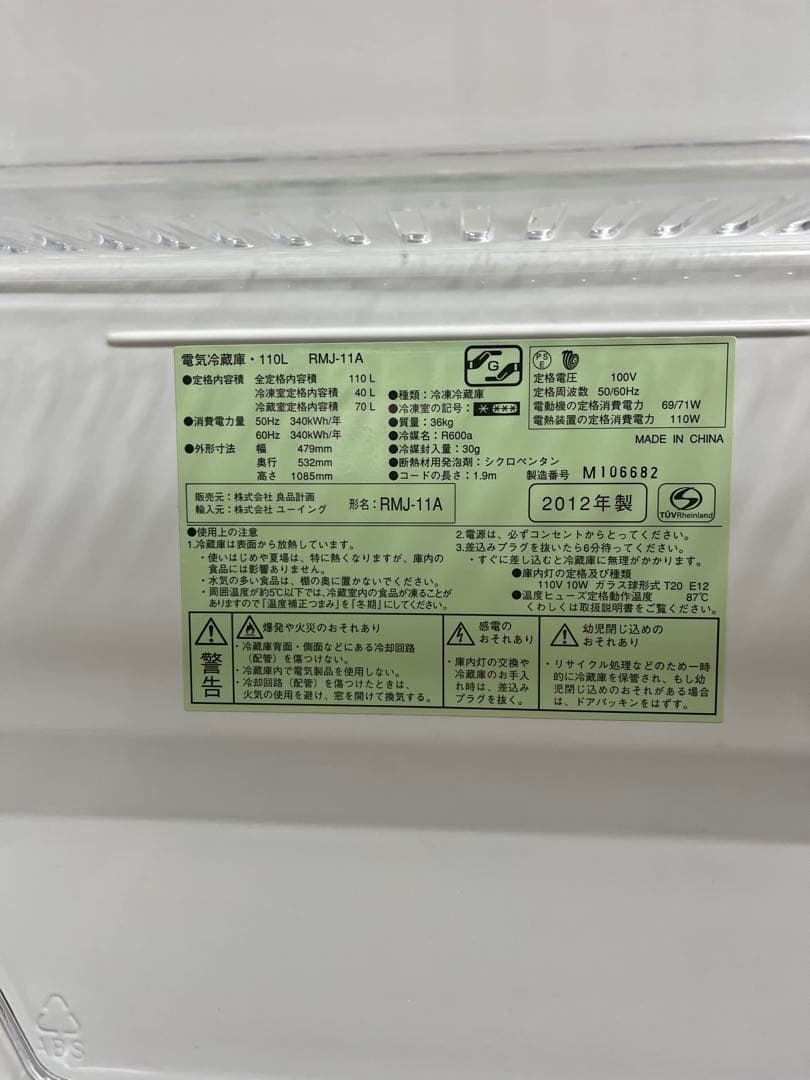 電気冷蔵庫・110L RMJ-11A
●定格内容積 全定格内容積 110 L
冷凍室定格内容積 40 L
冷蔵室定格内容積 70 L
●消費電力量 50Hz 340kWh/年
60Hz 340kWh/年
●外形寸法 幅 479mm
奥行 532mm
高さ 1085mm
G
●種類：冷凍冷蔵庫
●冷凍室の記号：
●質量：36kg
●冷媒名：R600a
●冷媒封入量：30g
●断熱材用発泡剤：シクロペンタン
●コードの長さ：1.9m
PS
E
定格電圧 100V
定格周波数 50/60Hz
電動機の定格消費電力 69/71W
電熱装置の定格消費電力 110W
MADE IN CHINA
製造番号 M106682
販売元：株式会社 良品計画
輸入元：株式会社 ユーイング
形名：RMJ-11A
2012年製
TÜVRheinland
●使用上の注意
1.冷蔵庫は表面から放熱しています。
・使いはじめや夏場は、特に熱くなりますが、庫内の
食品には影響ありません。
・水気の多い食品は、棚の奥に置かないでください。
・周囲温度が約5℃以下では、冷蔵室内の食品が凍ることが
ありますので「温度補正つまみ」を「冬期」にしてください。
2.電源は、必ずコンセントからとってください。
3.差込みプラグを抜いたら6分待ってください。
・すぐに差し込むと冷蔵庫に無理がかかります。
●庫内灯の定格及び種類
110V 10W ガラス球形式 T20 E12
●温度ヒューズ定格動作温度 87℃
くわしくは取扱説明書をご覧ください。
警告
爆発や火災のおそれあり
・冷蔵庫背面・側面などにある冷却回路
（配管）を傷つけない。
・冷蔵庫内で電気製品を使用しない。
・冷却回路（配管）を傷つけたときは、
火気の使用を避け、窓を開けて換気する。
感電の
おそれあり
・庫内灯の交換や
冷蔵庫のお手入
れ時は、差込み
プラグを抜く。
幼児閉じ込めの
おそれあり
・リサイクル処理などのため一時
的に冷蔵庫を保管され、もし幼
児閉じ込めのおそれがある場合
は、ドアパッキンをはずす。
ABS